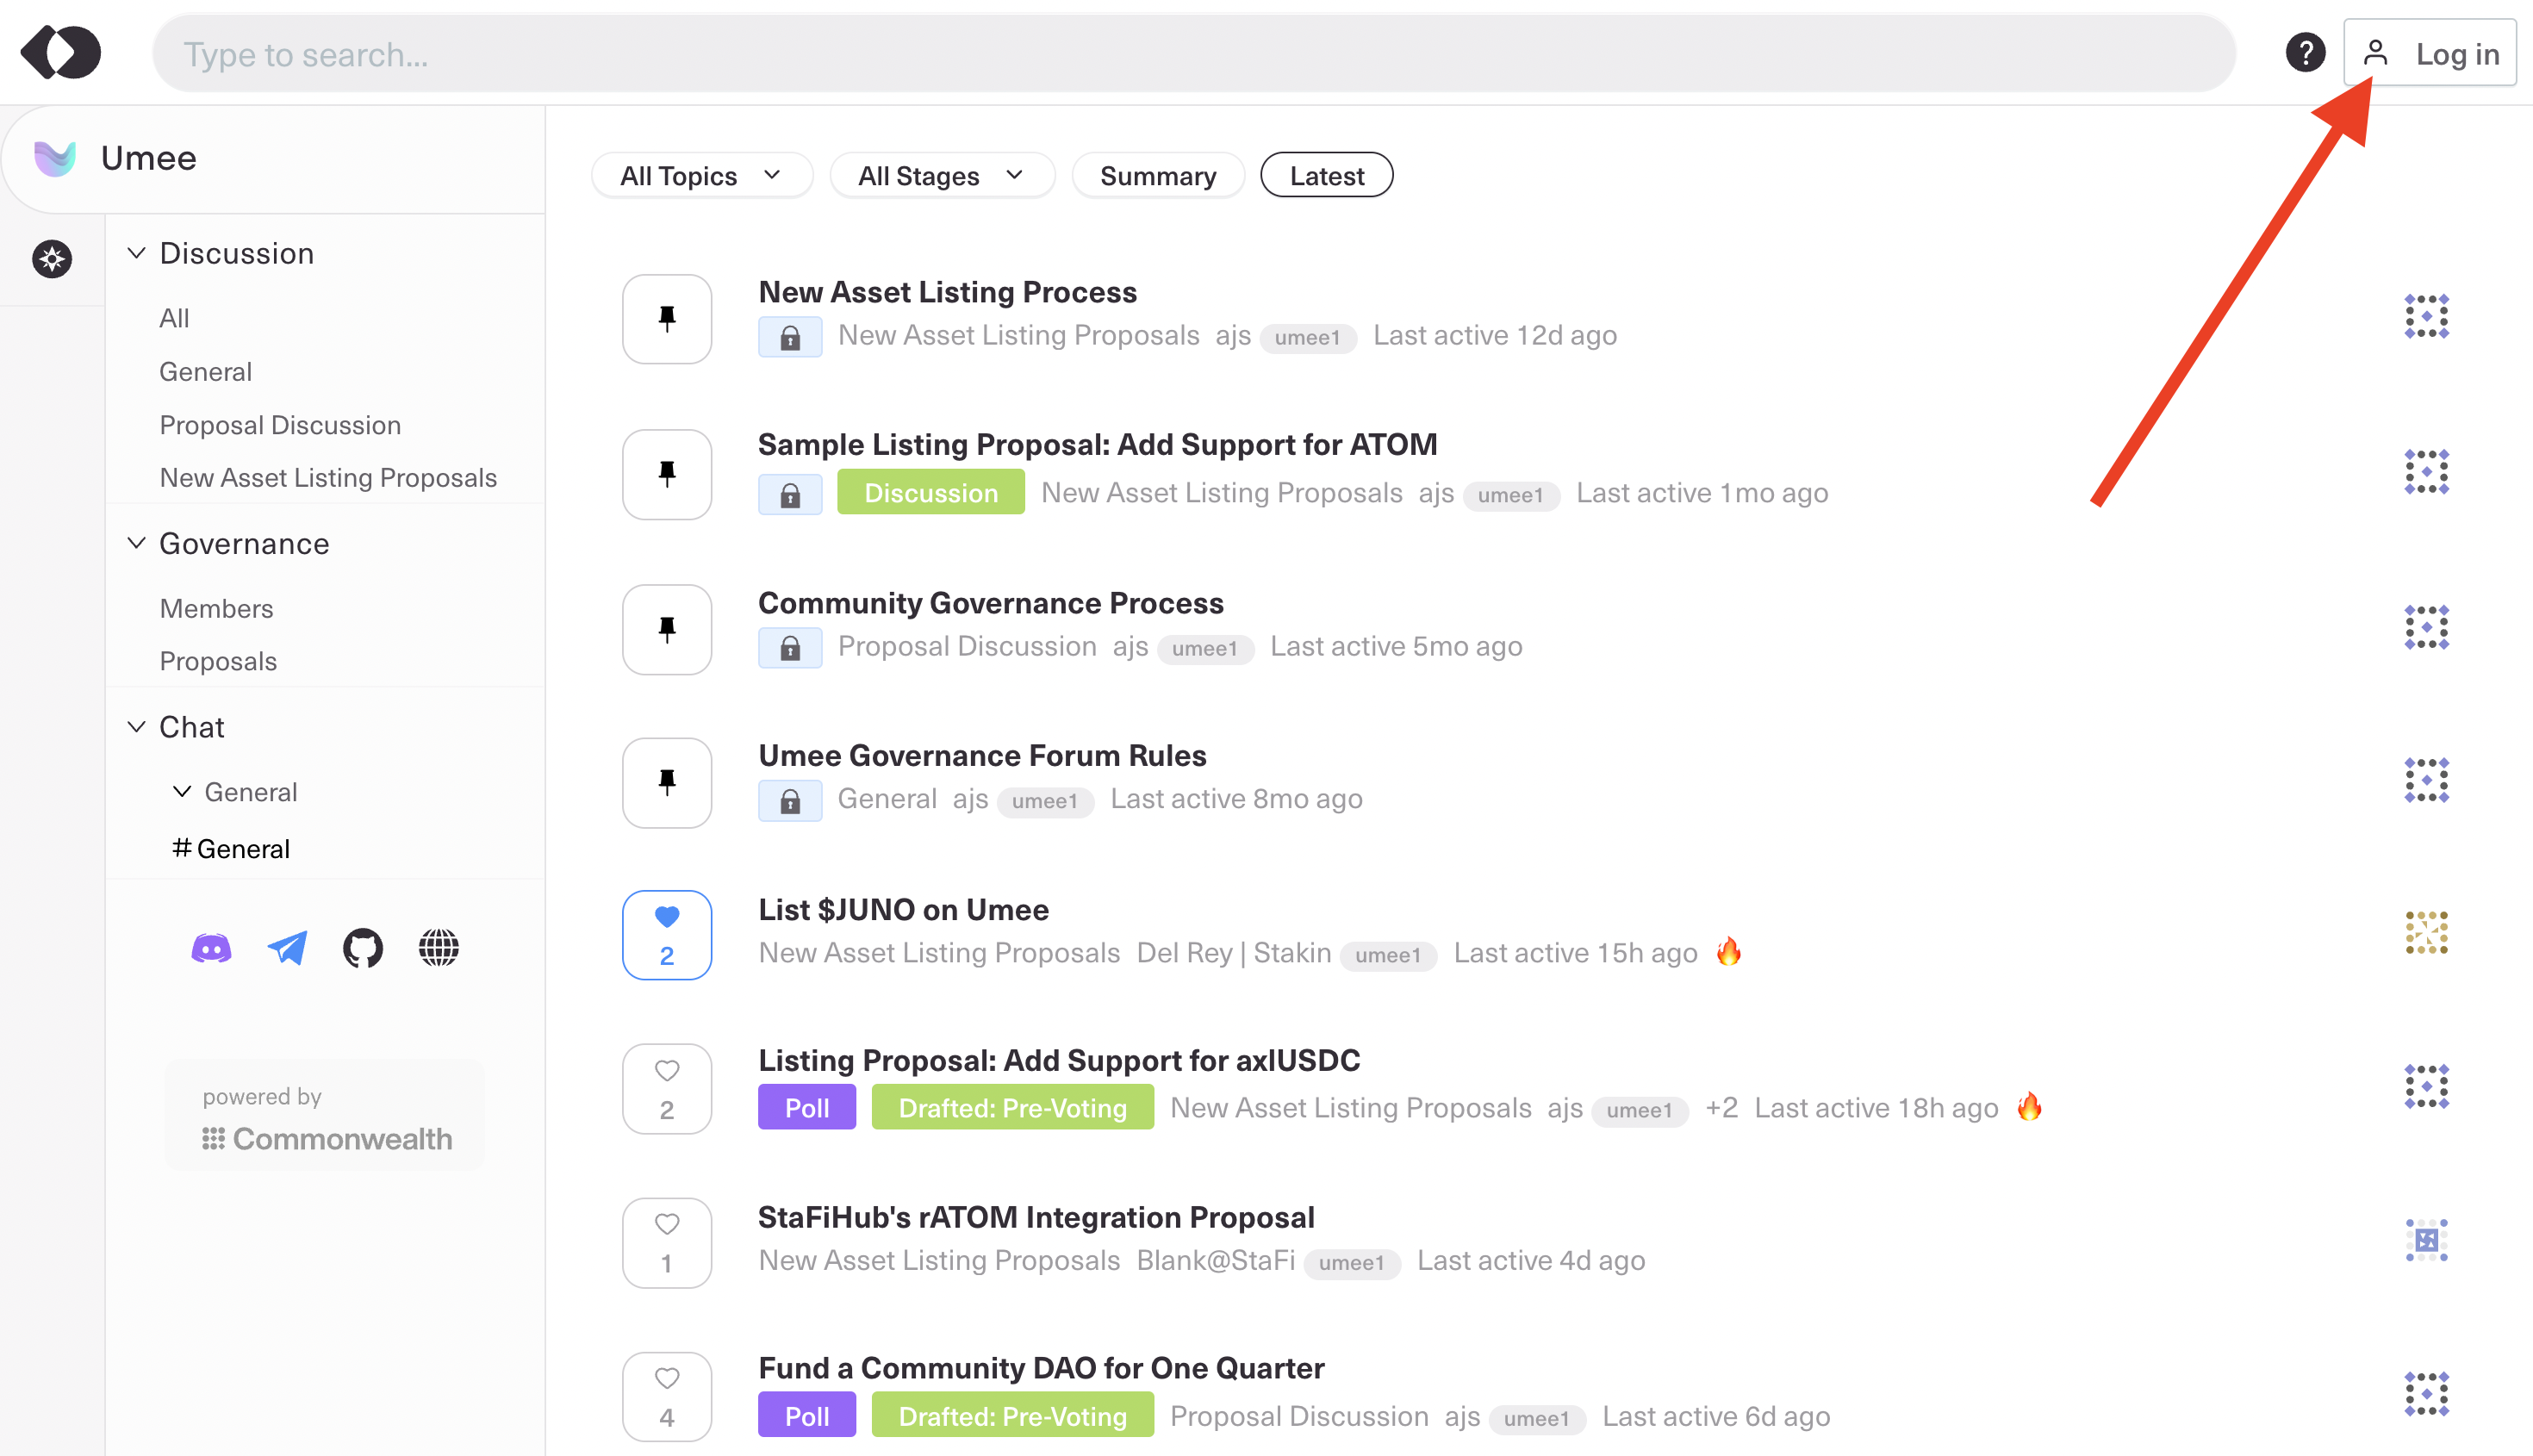 Type to search...
? Log in
Umee
Discussion
All
General
Proposal Discussion
New Asset Listing Proposals
Governance
Members
Proposals
Chat
General
# General
powered by
Commonwealth
All Topics All Stages Summary Latest
New Asset Listing Process
New Asset Listing Proposals ajs umee1 Last active 12d ago
Sample Listing Proposal: Add Support for ATOM
Discussion New Asset Listing Proposals ajs umee1 Last active 1mo ago
Community Governance Process
Proposal Discussion ajs umee1 Last active 5mo ago
Umee Governance Forum Rules
General ajs umee1 Last active 8mo ago
List $JUNO on Umee
2 New Asset Listing Proposals Del Rey | Stakin umee1 Last active 15h ago 🔥
Listing Proposal: Add Support for axlUSDC
2 Poll Drafted: Pre-Voting New Asset Listing Proposals ajs umee1 +2 Last active 18h ago 🔥
StaFiHub's rATOM Integration Proposal
1 New Asset Listing Proposals Blank@StaFi umee1 Last active 4d ago
Fund a Community DAO for One Quarter
4 Poll Drafted: Pre-Voting Proposal Discussion ajs umee1 Last active 6d ago